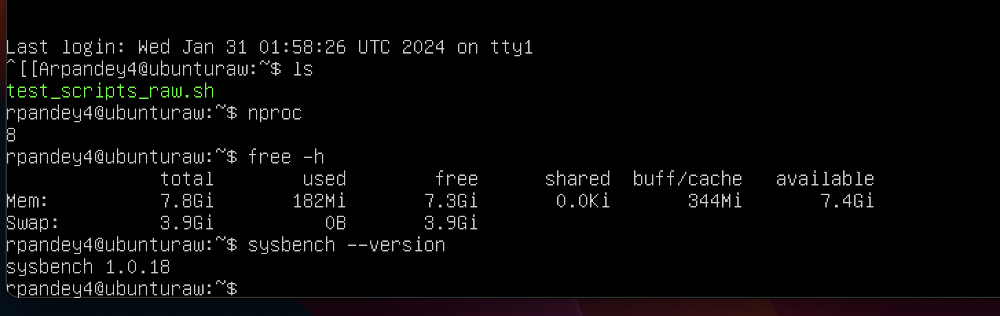 Last login: Wed Jan 31 01:58:26 UTC 2024 on tty1
^[[Arpandey4@ubunturaw:~$ ls
test_scripts_raw.sh
rpandey4@ubunturaw:~$ nproc
8
rpandey4@ubunturaw:~$ free -h
              total        used        free      shared  buff/cache   available
Mem:          7.8Gi       182Mi       7.3Gi       0.0Ki       344Mi       7.4Gi
Swap:         3.9Gi          0B       3.9Gi
rpandey4@ubunturaw:~$ sysbench --version
sysbench 1.0.18
rpandey4@ubunturaw:~$